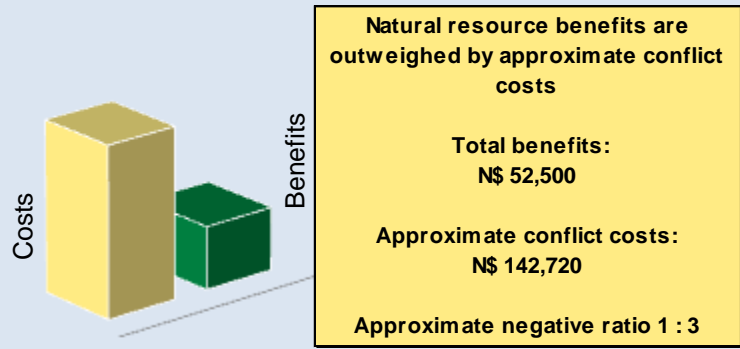 Costs
Benefits
Natural resource benefits are
outweighed by approximate conflict
costs
Total benefits:
N$ 52,500
Approximate conflict costs:
N$ 142,720
Approximate negative ratio 1 : 3